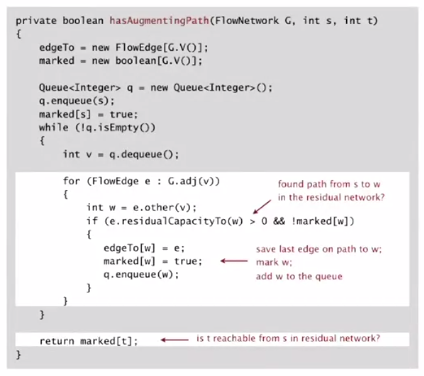 private boolean hasAugmentingPath(FlowNetwork G, int s, int t)
{
edgeTo = new FlowEdge[G.V()];
marked = new boolean[G.V()];
Queue<Integer> q = new Queue<Integer>();
q.enqueue(s);
marked[s] = true;
while (!q.isEmpty())
{
int v = q.dequeue();
for (FlowEdge e : G.adj(v))
found path from s to w
{
in the residual network?
int w = e.other(v);
if (e.residualCapacityTo(w) > 0 && !marked[w])
{
edgeTo[w] = e;
save last edge on path to w;
marked[w] = true;
mark w;
q.enqueue(w);
add w to the queue
}
}
}
return marked[t];
is t reachable from s in residual network?
}